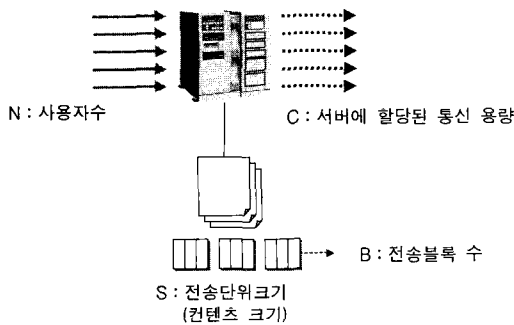 N : 사용자수
C : 서버에 할당된 통신 용량
B : 전송블록 수
S : 전송단위크기
(컨텐츠 크기)